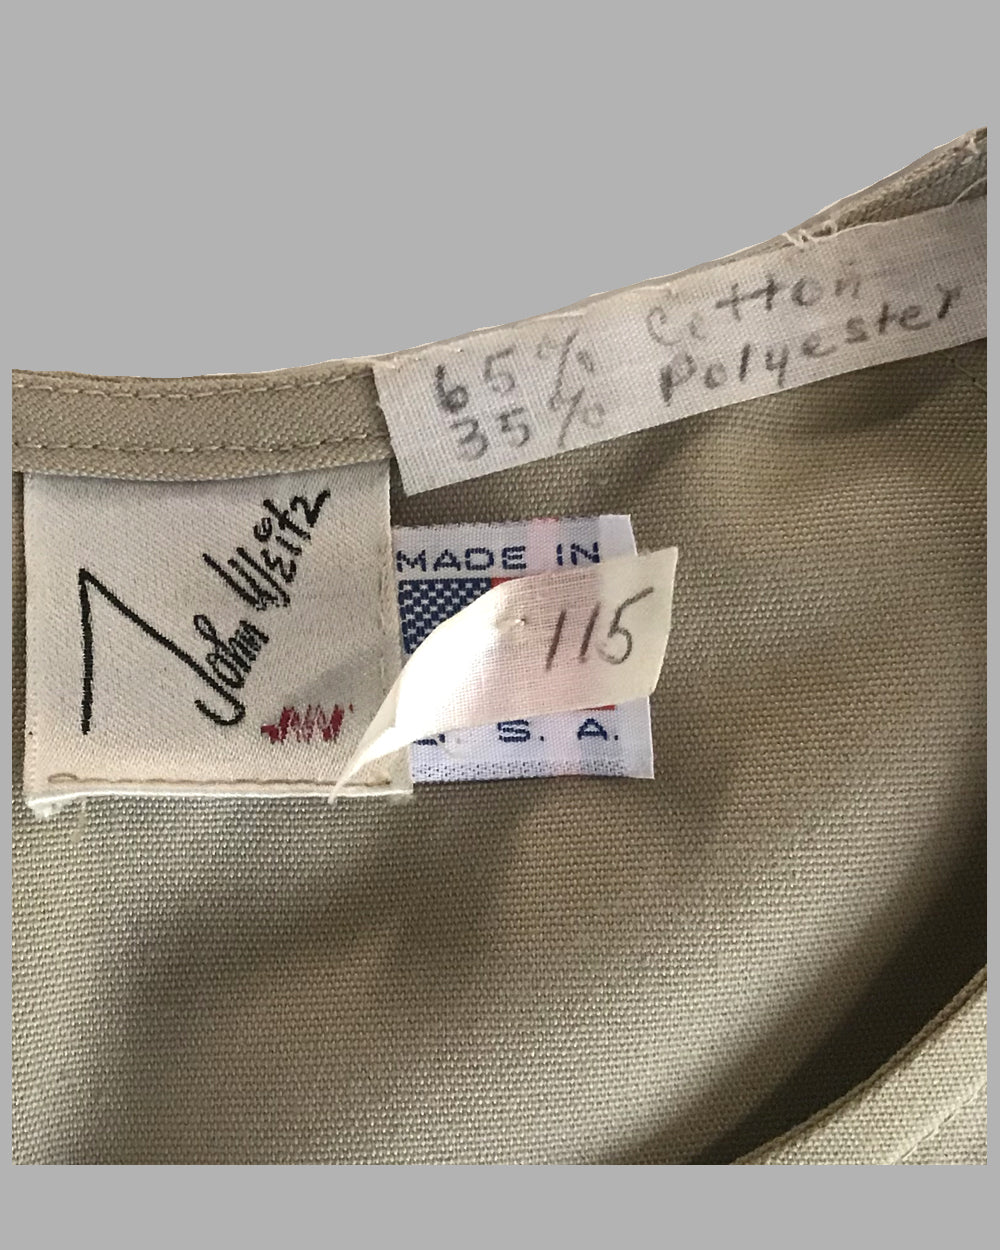 65% Cotton
35% Polyester
John Weitz
MADE IN
115
S. A.